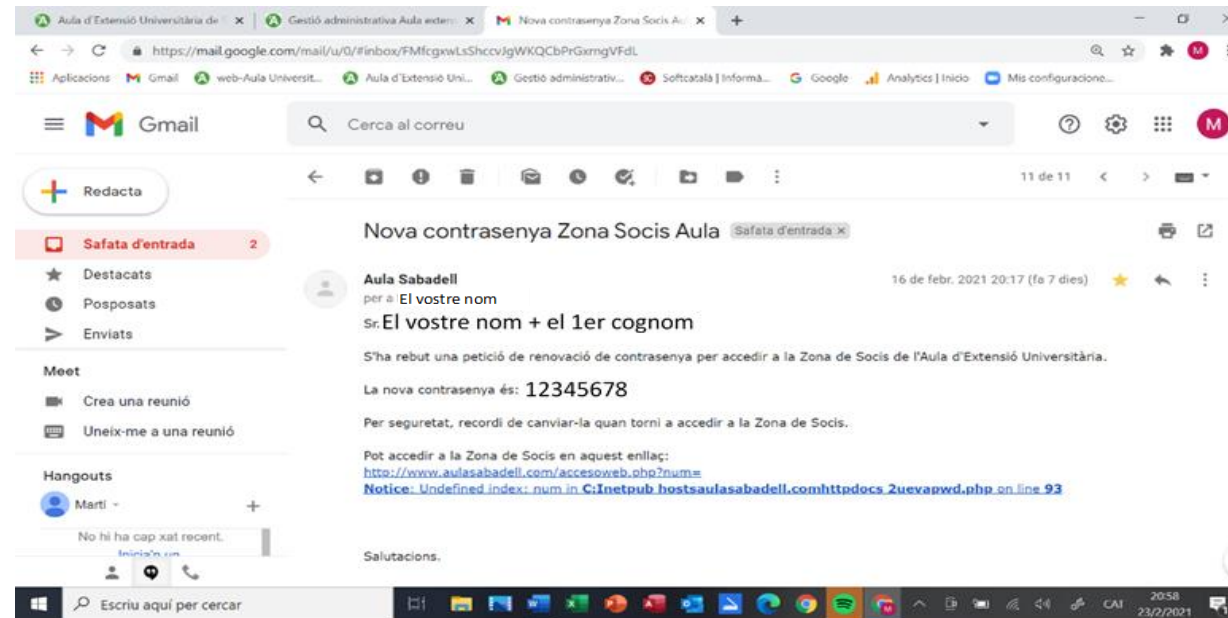 Aula d'Extensió Universitària de
Gestió administrativa Aula exten
Nova contrasenya Zona Socis Au
https://mail.google.com/mail/u/0/#inbox/FMfcgxwLsShccvJgWKQCbPrGxrngVFdL
M
Aplicacions
Gmail
web-Aula Universit...
Aula d'Extensió Uni...
Gestió administrativ...
Softcatalà | Informà...
Google
Analytics | Inicio
Mis configuracione...
Gmail
Cerca al correu
M
Redacta
11 de 11
Safata d'entrada 2
Destacats
Posposats
Enviats
Meet
Crea una reunió
Uneix-me a una reunió
Hangouts
Martí
No hi ha cap xat recent.
Inicia'n un
Nova contrasenya Zona Socis Aula Safata d'entrada ×
Aula Sabadell
16 de febr. 2021 20:17 (fa 7 dies)
per a El vostre nom
Sr. El vostre nom + el 1er cognom
S'ha rebut una petició de renovació de contrasenya per accedir a la Zona de Socis de l'Aula d'Extensió Universitària.
La nova contrasenya és: 12345678
Per seguretat, recordi de canviar-la quan torni a accedir a la Zona de Socis.
Pot accedir a la Zona de Socis en aquest enllaç:
http://www.aulasabadell.com/accesoweb.php?num=
Notice: Undefined index: num in C:Inetpub hostsaulasabadell.comhttpdocs 2uevapwd.php on line 93
Salutacions.
Escriu aquí per cercar
CAT
20:58
23/2/2021